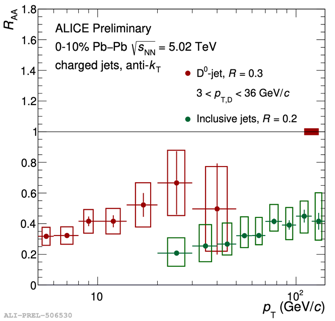 R_AA
1.8
1.6
1.4
1.2
1
0.8
0.6
0.4
0.2
0
ALICE Preliminary
0-10% Pb–Pb √s_NN = 5.02 TeV
charged jets, anti-k_T
D⁰-jet, R = 0.3
3 < p_T,D < 36 GeV/c
Inclusive jets, R = 0.2
10
10²
p_T (GeV/c)
ALI-PREL-506530